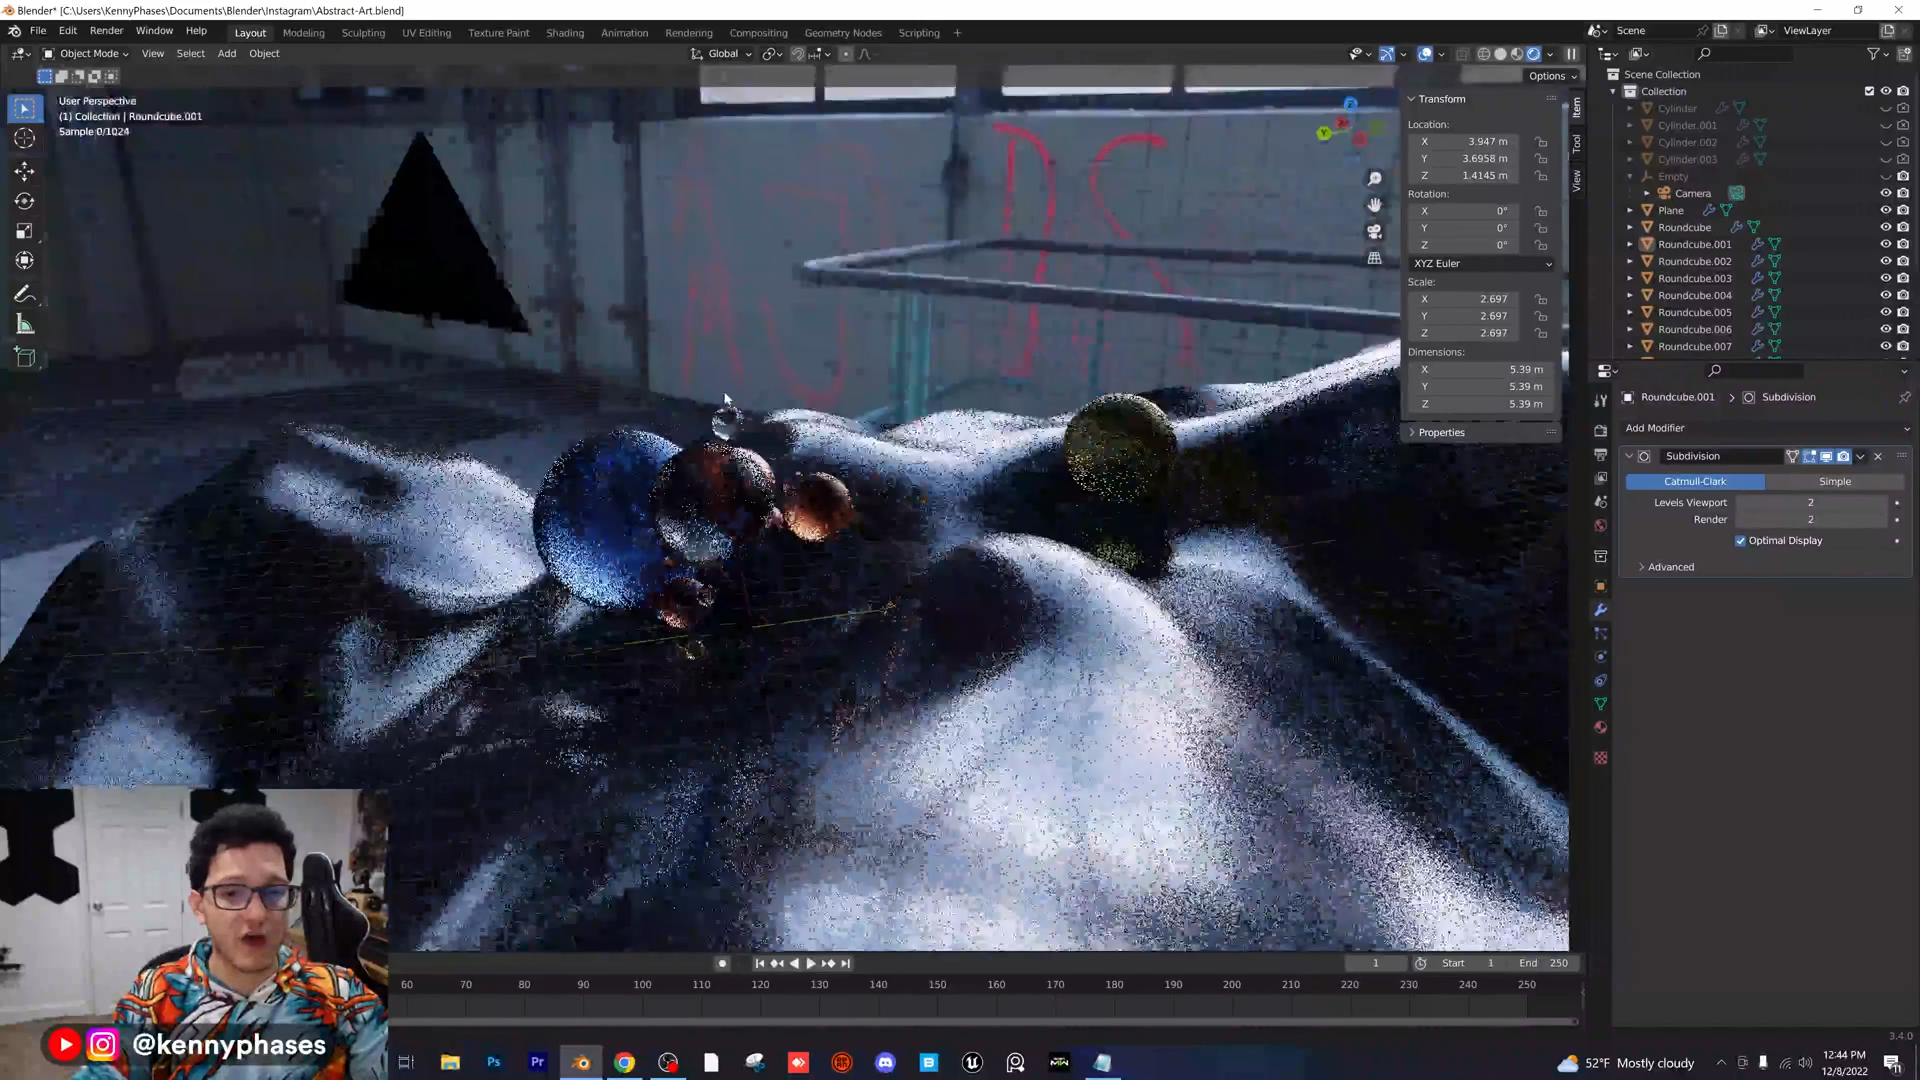 Blender* [C:\Users\KennyPhases\Documents\Blender\Instagram\Abstract-Art.blend]
File Edit Render Window Help Layout Modeling Sculpting UV Editing Texture Paint Shading Animation Rendering Compositing Geometry Nodes Scripting + Scene ViewLayer
Object Mode View Select Add Object Global
Options
User Perspective
(1) Collection | Roundcube.001
Sample 0/1024
Transform
Location:
X 3.947 m
Y 3.6958 m
Z 1.4145 m
Rotation:
X 0°
Y 0°
Z 0°
XYZ Euler
Scale:
X 2.697
Y 2.697
Z 2.697
Dimensions:
X 5.39 m
Y 5.39 m
Z 5.39 m
Properties
Item
Tool
View
Scene Collection
Collection
Cylinder
Cylinder.001
Cylinder.002
Cylinder.003
Empty
Camera
Plane
Roundcube
Roundcube.001
Roundcube.002
Roundcube.003
Roundcube.004
Roundcube.005
Roundcube.006
Roundcube.007
Roundcube.001 > Subdivision
Add Modifier
Subdivision
Catmull-Clark Simple
Levels Viewport 2
Render 2
Optimal Display
Advanced
1 Start 1 End 250
60 70 80 90 100 110 120 130 140 150 160 170 180 190 200 210 220 230 240 250
3.4.0
@kennyphases
Ps Pr
52°F Mostly cloudy
12:44 PM
12/8/2022